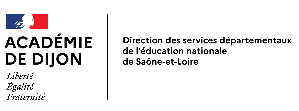 ACADÉMIE
DE DIJON
Liberté
Égalité
Fraternité
Direction des services départementaux
de l'éducation nationale
de Saône-et-Loire